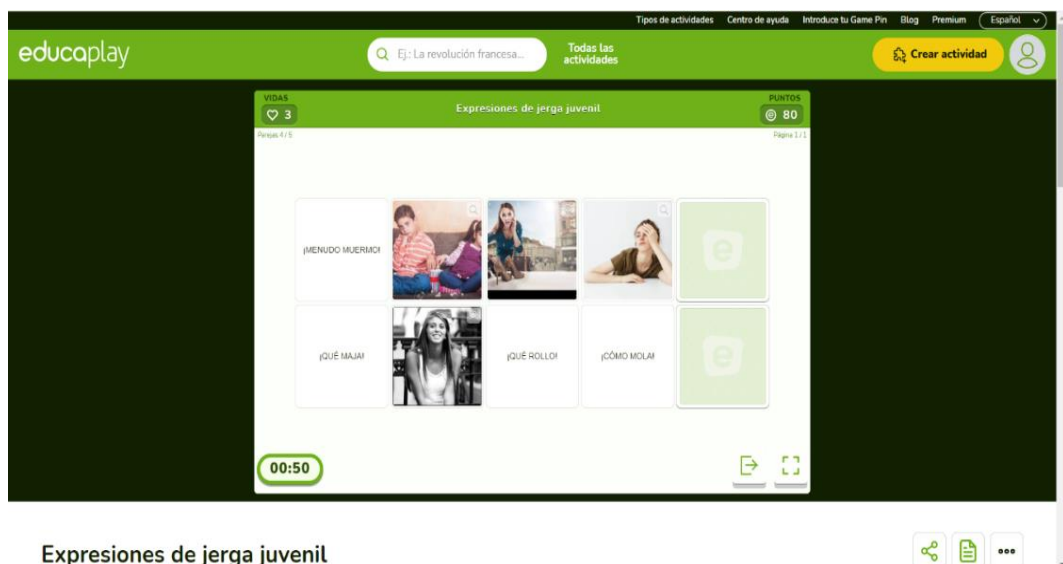 Tipos de actividades Centro de ayuda Introduce tu Game Pin Blog Premium Español
educaplay
Ej.: La revolución francesa...
Todas las
actividades
Crear actividad
VIDAS
3
Expresiones de jerga juvenil
PUNTOS
80
Parejas 4 / 5
Página 1 / 1
¡MENUDO MUERMO!
e
¡QUÉ MAJA!
¡QUÉ ROLLO!
¡CÓMO MOLA!
e
00:50
Expresiones de jerga juvenil